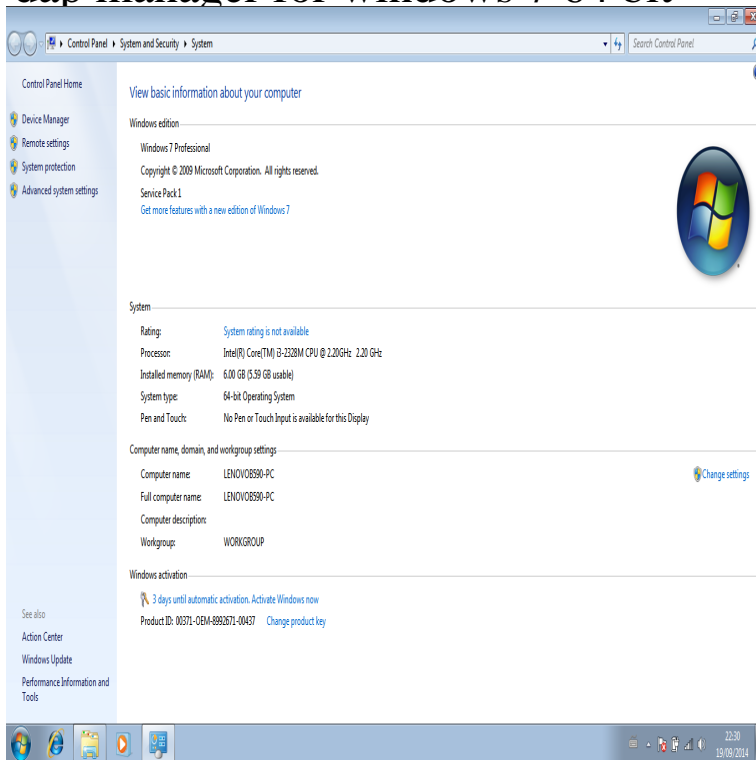 dap manager for windows 7 64 bit
Control Panel ▸ System and Security ▸ System
Search Control Panel
Control Panel Home
Device Manager
Remote settings
System protection
Advanced system settings
View basic information about your computer
Windows edition
Windows 7 Professional
Copyright © 2009 Microsoft Corporation. All rights reserved.
Service Pack 1
Get more features with a new edition of Windows 7
System
Rating: System rating is not available
Processor: Intel(R) Core(TM) i3-2328M CPU @ 2.20GHz 2.20 GHz
Installed memory (RAM): 6.00 GB (5.59 GB usable)
System type: 64-bit Operating System
Pen and Touch: No Pen or Touch Input is available for this Display
Computer name, domain, and workgroup settings
Computer name: LENOVOB590-PC
Change settings
Full computer name: LENOVOB590-PC
Computer description:
Workgroup: WORKGROUP
Windows activation
3 days until automatic activation. Activate Windows now
Product ID: 00371-OEM-8992671-00437 Change product key
See also
Action Center
Windows Update
Performance Information and
Tools
22:30
19/09/2014